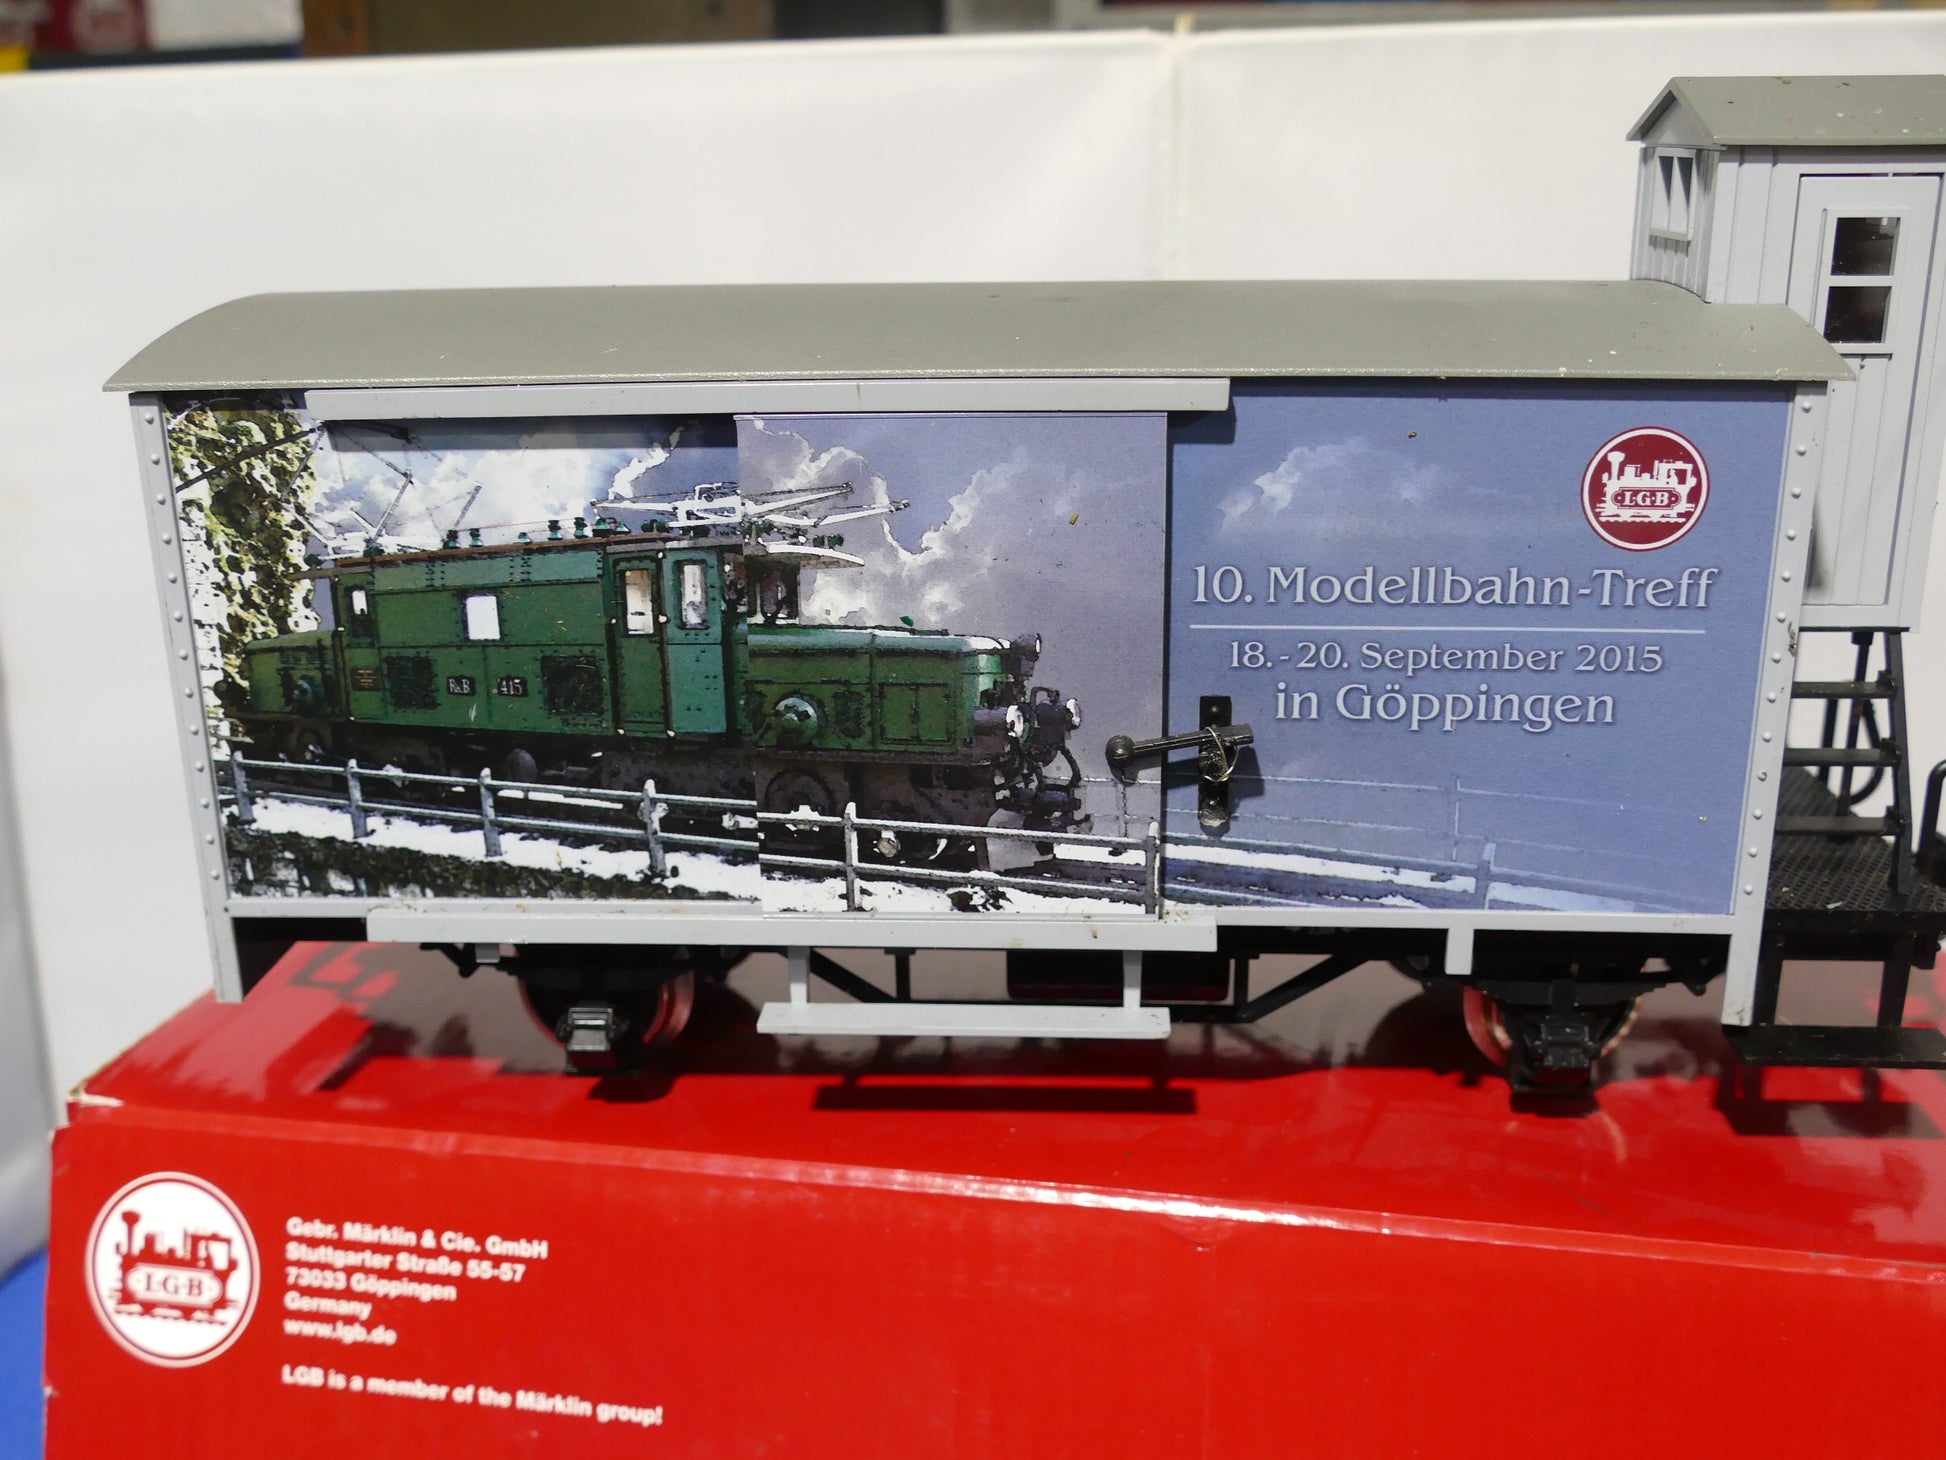 L·G·B
10. Modellbahn-Treff
18.-20. September 2015
in Göppingen
RhB 415
L·G·B
Gebr. Märklin & Cie. GmbH
Stuttgarter Straße 55-57
73033 Göppingen
Germany
www.lgb.de
LGB is a member of the Märklin group!